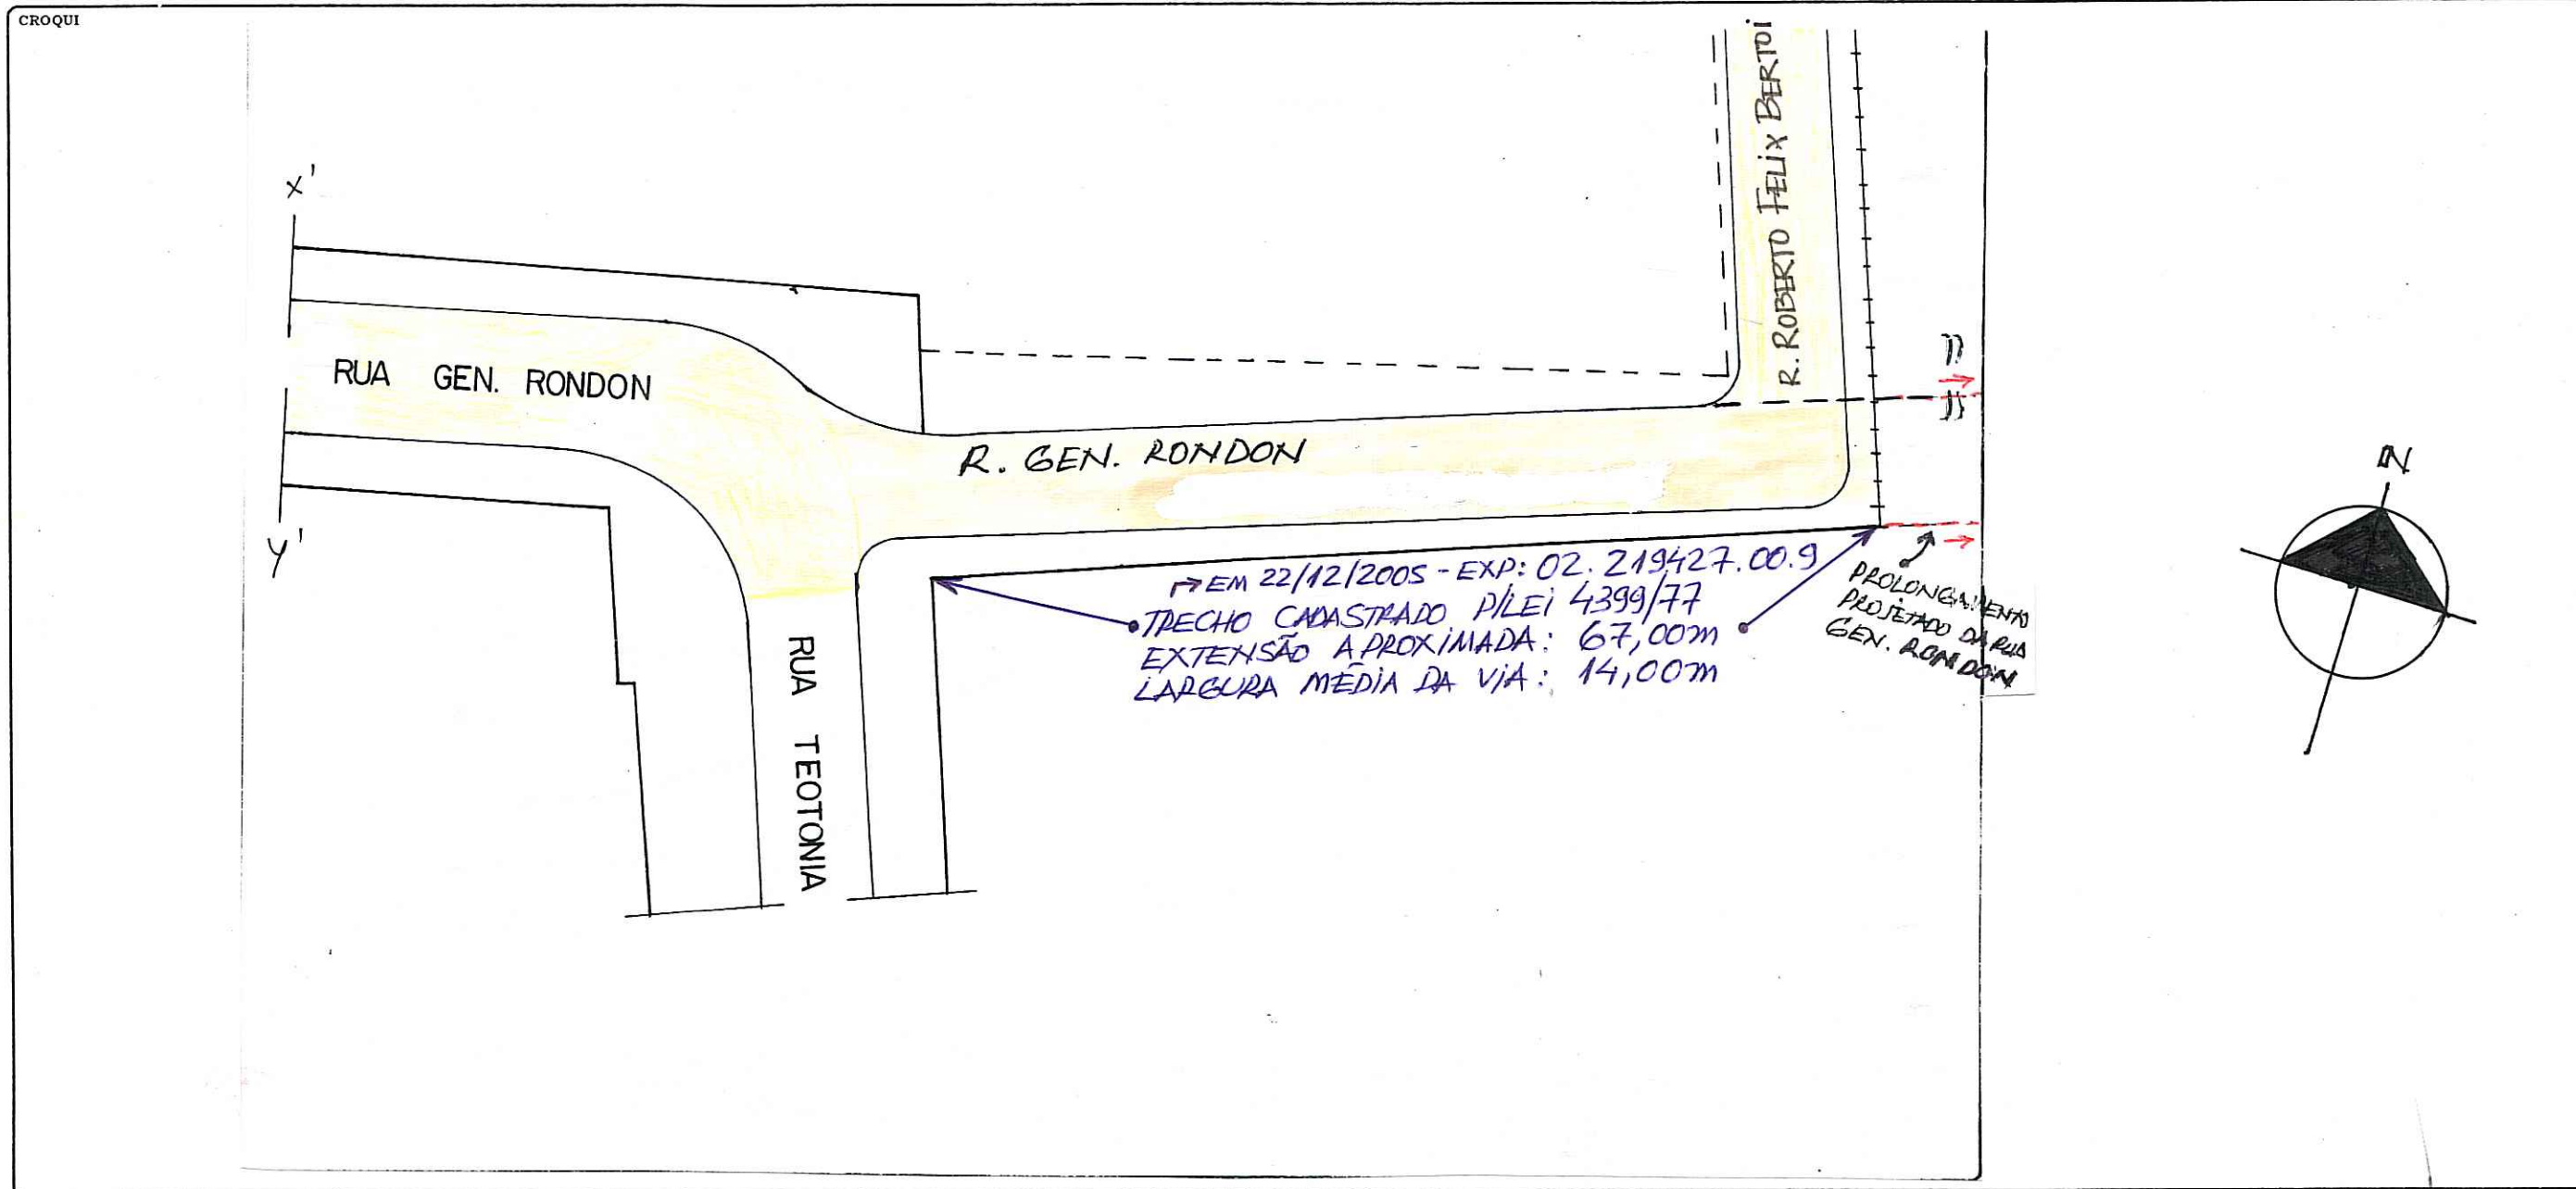 CROQUI
R. ROBERTO FELIX BERTOI
X'
RUA GEN. RONDON
Y'
R. GEN. RONDON
N
EM 22/12/2005 - EXP: 02.219427.00.9
TRECHO CADASTRADO P/LEI 4399/77
EXTENSÃO APROXIMADA: 67,00m
LARGURA MÉDIA DA VIA: 14,00m
PROLONGAMENTO
PROJETADO DA RUA
GEN. RONDON
RUA TEOTONIA